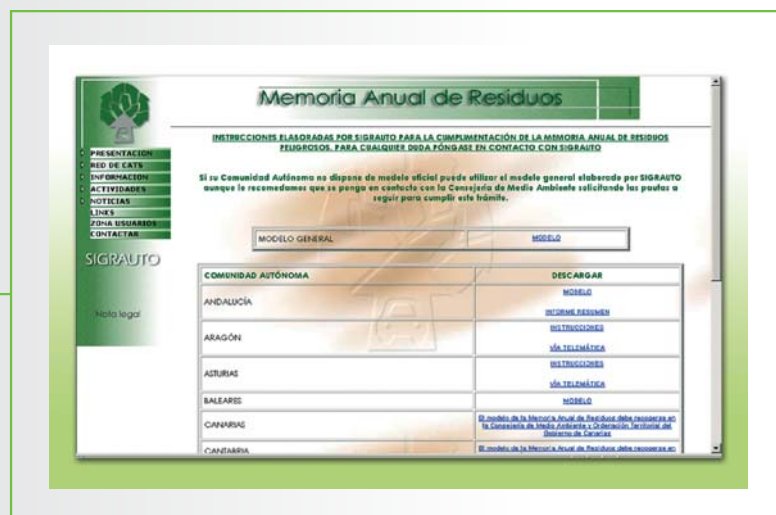 Memoria Anual de Residuos
INSTRUCCIONES ELABORADAS POR SIGRAUTO PARA LA CUMPLIMENTACIÓN DE LA MEMORIA ANUAL DE RESIDUOS
PELIGROSOS. PARA CUALQUIER DUDA PÓNGASE EN CONTACTO CON SIGRAUTO
PRESENTACION
RED DE CATS
INFORMACION
ACTIVIDADES
NOTICIAS
LINKS
ZONA USUARIOS
CONTACTAR
SIGRAUTO
Nota legal
Si su Comunidad Autónoma no dispone de modelo oficial puede utilizar el modelo general elaborado por SIGRAUTO
aunque le recomedamos que se ponga en contacto con la Consejería de Medio Ambiente solicitando las pautas a
seguir para cumplir este trámite.
MODELO GENERAL MODELO
COMUNIDAD AUTÓNOMA DESCARGAR
ANDALUCÍA MODELO
INFORME RESUMEN
ARAGÓN INSTRUCCIONES
VÍA TELEMÁTICA
ASTURIAS INSTRUCCIONES
VÍA TELEMÁTICA
BALEARES MODELO
CANARIAS El modelo de la Memoria Anual de Residuos debe recogerse en
la Consejería de Medio Ambiente y Ordenación Territorial del
Gobierno de Canarias
CANTABRIA El modelo de la Memoria Anual de Residuos debe recogerse en